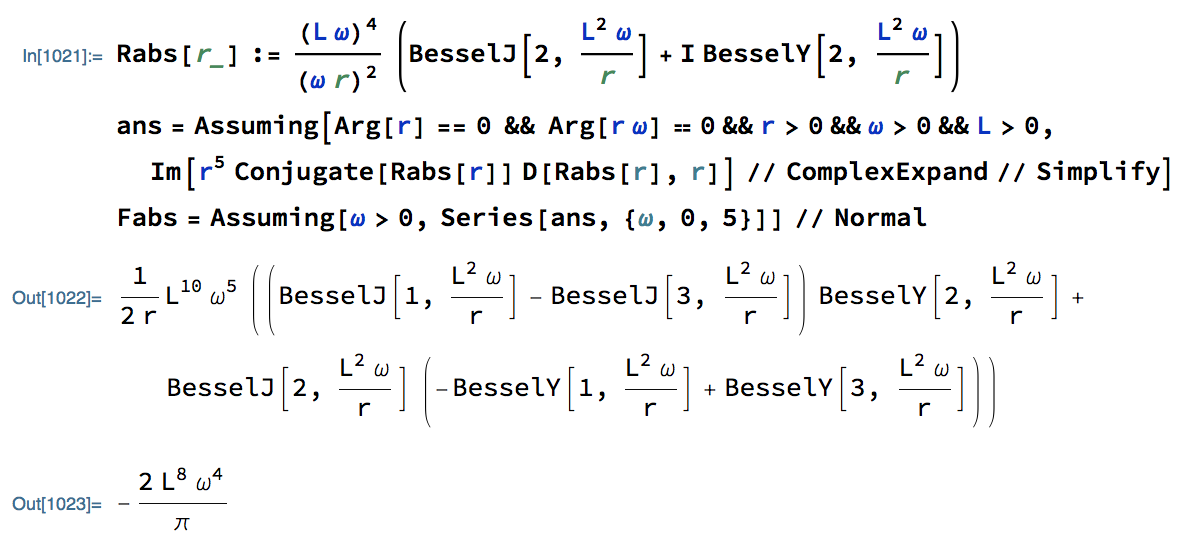 In[1021]:= Rabs[r_] := (L ω)^4 / (ω r)^2 (BesselJ[2, L^2 ω / r] + I BesselY[2, L^2 ω / r])
ans = Assuming[Arg[r] == 0 && Arg[r ω] == 0 && r > 0 && ω > 0 && L > 0,
Im[r^5 Conjugate[Rabs[r]] D[Rabs[r], r]] // ComplexExpand // Simplify]
Fabs = Assuming[ω > 0, Series[ans, {ω, 0, 5}]] // Normal
Out[1022]= 1 / 2 r L^10 ω^5 ((BesselJ[1, L^2 ω / r] - BesselJ[3, L^2 ω / r]) BesselY[2, L^2 ω / r] +
BesselJ[2, L^2 ω / r] (-BesselY[1, L^2 ω / r] + BesselY[3, L^2 ω / r]))
Out[1023]= - 2 L^8 ω^4 / π